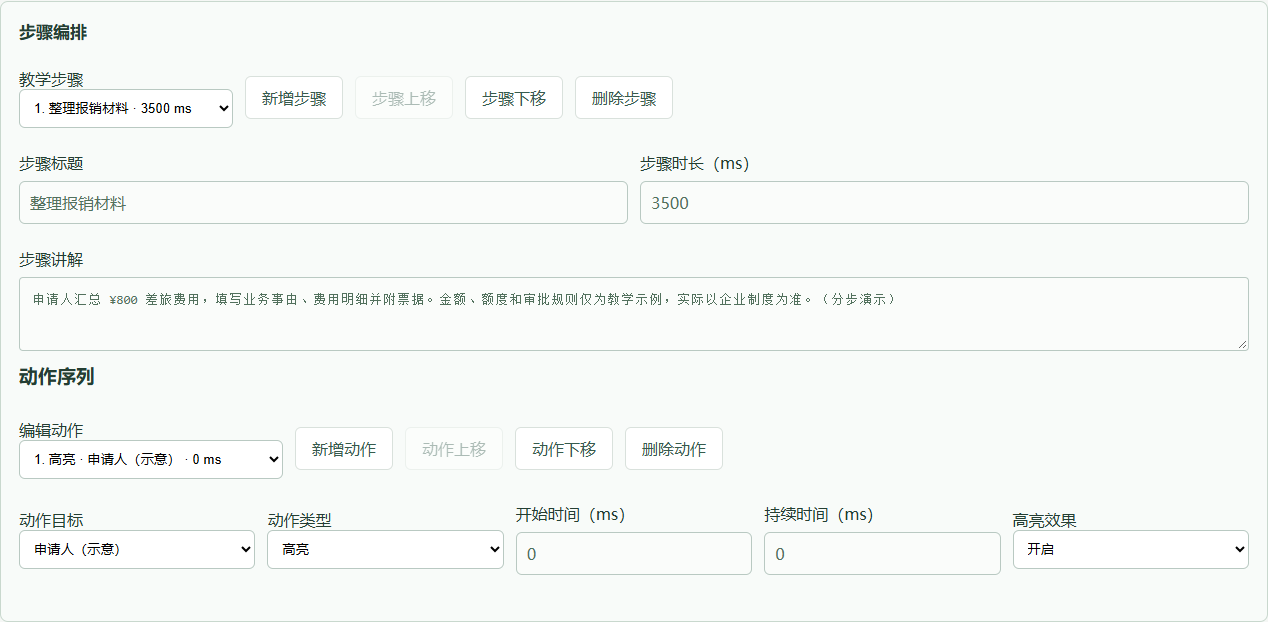 步骤编排
教学步骤
1. 整理报销材料 · 3500 ms 新增步骤 步骤上移 步骤下移 删除步骤
步骤标题 步骤时长（ms）
整理报销材料 3500
步骤讲解
申请人汇总 ¥800 差旅费用，填写业务事由、费用明细并附票据。金额、额度和审批规则仅为教学示例，实际以企业制度为准。（分步演示）
动作序列
编辑动作
1. 高亮 · 申请人（示意） · 0 ms 新增动作 动作上移 动作下移 删除动作
动作目标 动作类型 开始时间（ms） 持续时间（ms） 高亮效果
申请人（示意） 高亮 0 0 开启